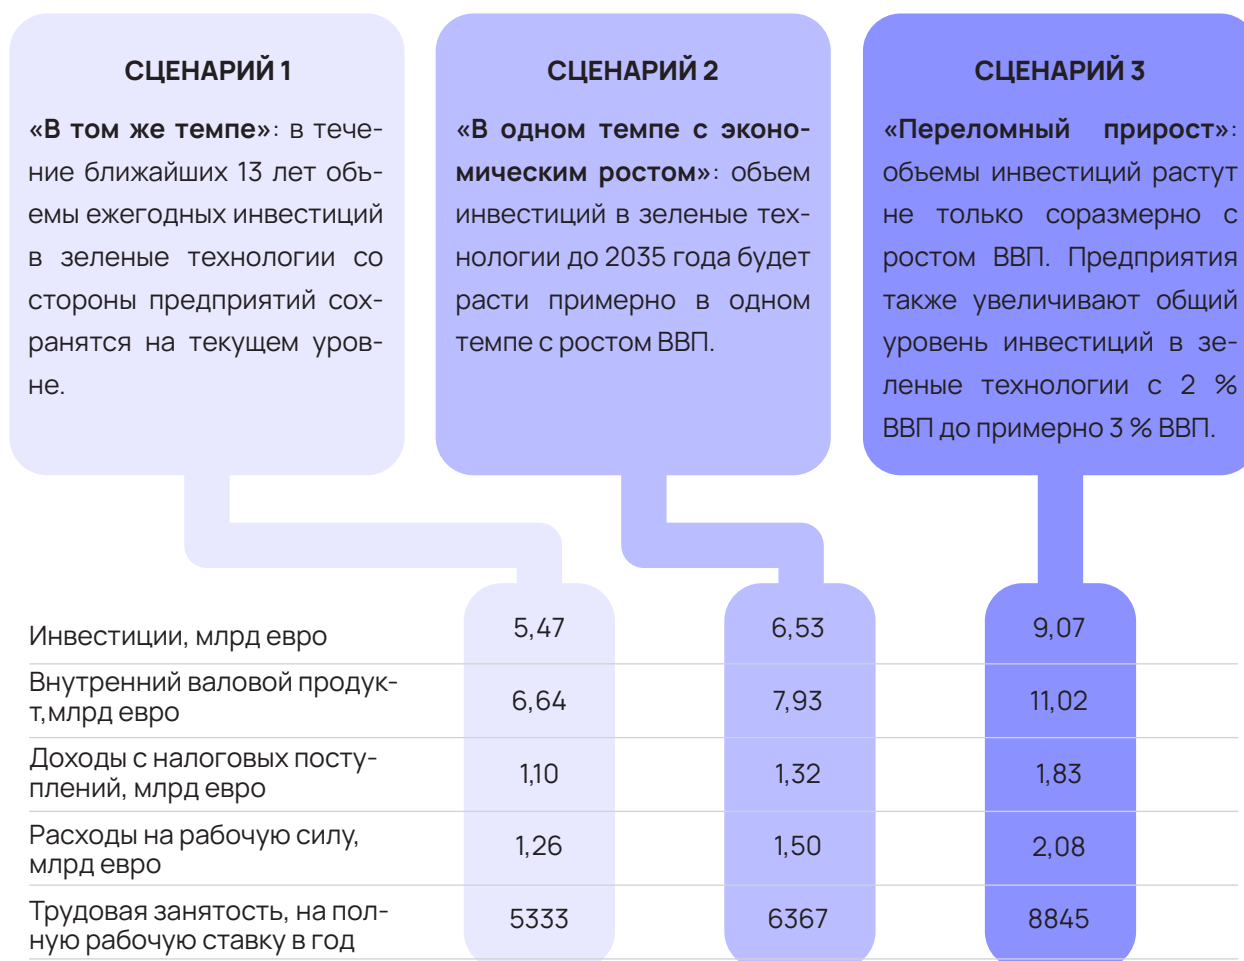 СЦЕНАРИЙ 1
«В том же темпе»: в тече-
ние ближайших 13 лет объ-
емы ежегодных инвестиций
в зеленые технологии со
стороны предприятий сох-
ранятся на текущем уров-
не.
СЦЕНАРИЙ 2
«В одном темпе с эконо-
мическим ростом»: объем
инвестиций в зеленые тех-
нологии до 2035 года будет
расти примерно в одном
темпе с ростом ВВП.
СЦЕНАРИЙ 3
«Переломный прирост»:
объемы инвестиций растут
не только соразмерно с
ростом ВВП. Предприятия
также увеличивают общий
уровень инвестиций в зе-
леные технологии с 2 %
ВВП до примерно 3 % ВВП.
Инвестиции, млрд евро 5,47 6,53 9,07
Внутренний валовой продук-
т,млрд евро 6,64 7,93 11,02
Доходы с налоговых посту-
плений, млрд евро 1,10 1,32 1,83
Расходы на рабочую силу,
млрд евро 1,26 1,50 2,08
Трудовая занятость, на пол-
ную рабочую ставку в год 5333 6367 8845